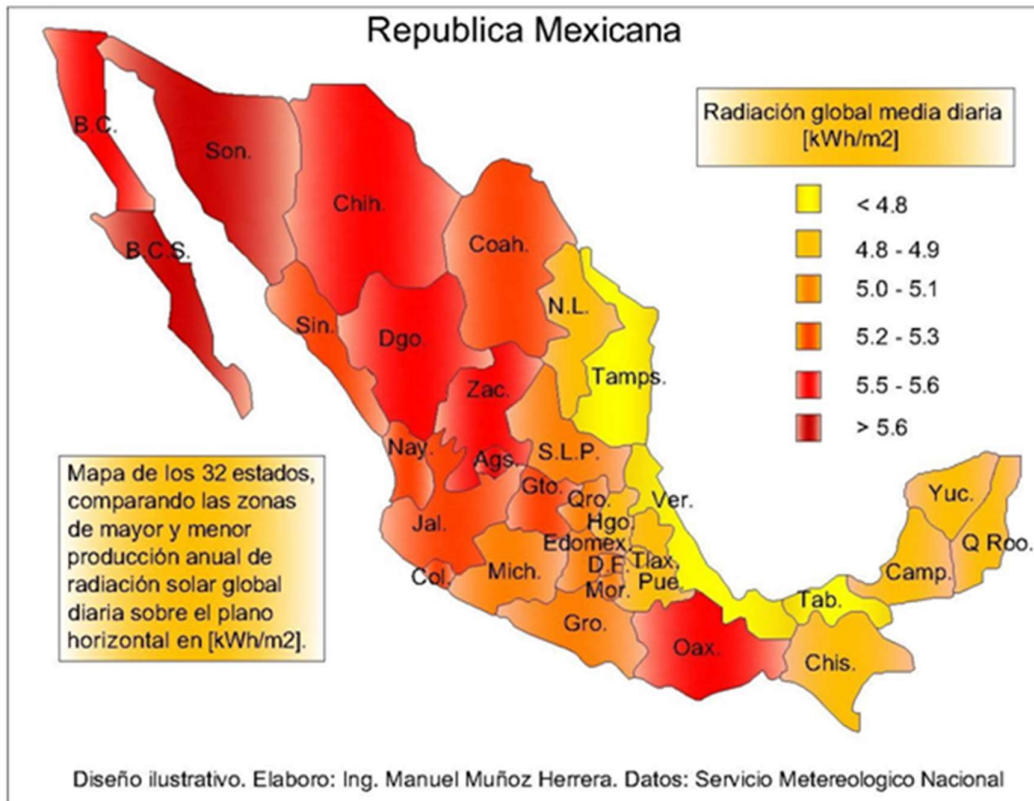 Republica Mexicana
Radiación global media diaria
[kWh/m2]
< 4.8
4.8 - 4.9
5.0 - 5.1
5.2 - 5.3
5.5 - 5.6
> 5.6
B.C.
Son.
Chih.
B.C.S.
Coah.
Sin.
Dgo.
N.L.
Tamps.
Zac.
Nay.
Ags.
S.L.P.
Gto.
Qro.
Ver.
Hgo.
Jal.
Edomex.
D.F.
Tlax.
Col.
Mich.
Mor.
Pue.
Gro.
Oax.
Tab.
Chis.
Camp.
Yuc.
Q Roo.
Mapa de los 32 estados,
comparando las zonas
de mayor y menor
producción anual de
radiación solar global
diaria sobre el plano
horizontal en [kWh/m2].
Diseño ilustrativo. Elaboro: Ing. Manuel Muñoz Herrera. Datos: Servicio Metereologico Nacional